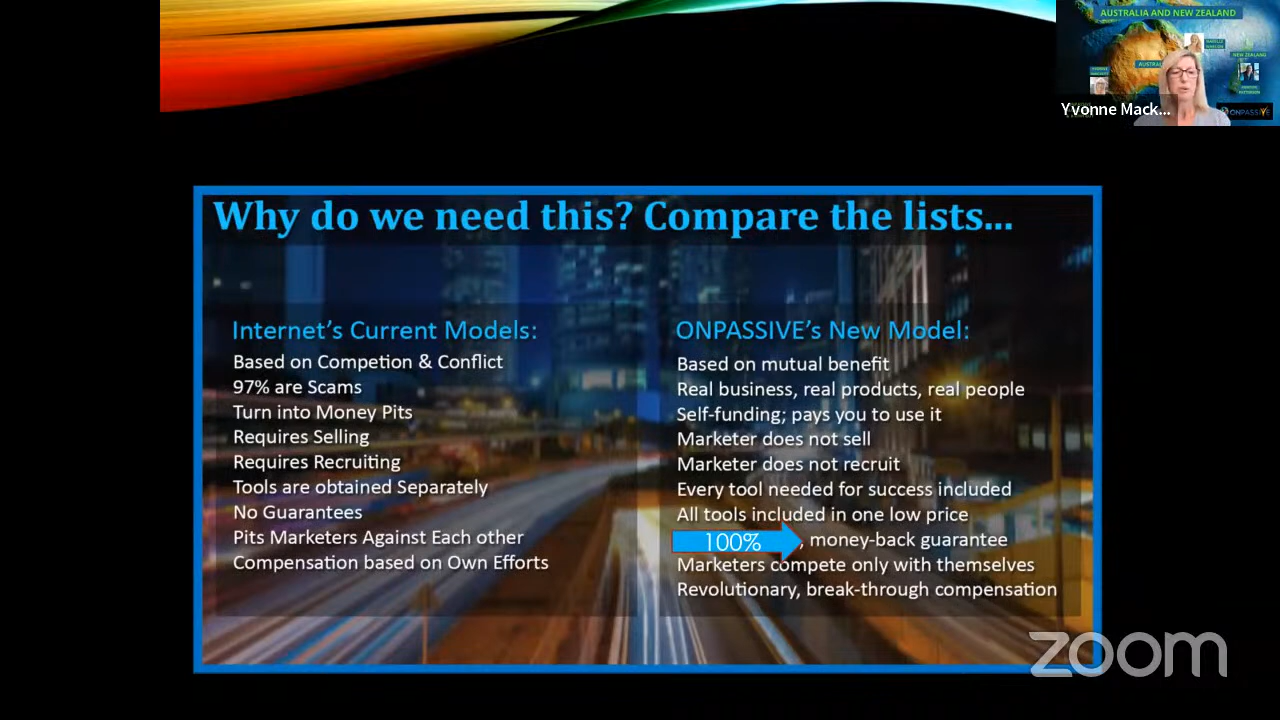 AUSTRALIA AND NEW ZEALAND
NEW ZEALAND
Yvonne Mack...
ONPASSIVE
Why do we need this? Compare the lists...
Internet's Current Models:
Based on Competion & Conflict
97% are Scams
Turn into Money Pits
Requires Selling
Requires Recruiting
Tools are obtained Separately
No Guarantees
Pits Marketers Against Each other
Compensation based on Own Efforts
ONPASSIVE's New Model:
Based on mutual benefit
Real business, real products, real people
Self-funding; pays you to use it
Marketer does not sell
Marketer does not recruit
Every tool needed for success included
All tools included in one low price
100% , money-back guarantee
Marketers compete only with themselves
Revolutionary, break-through compensation
zoom